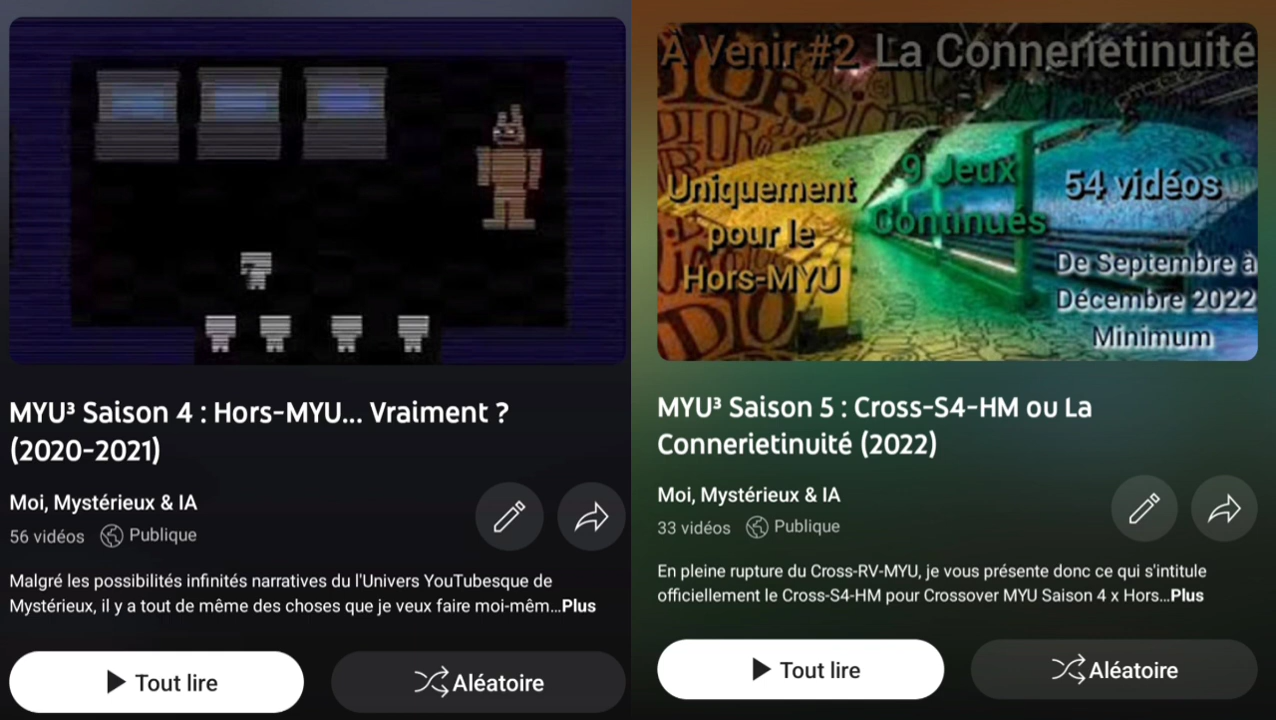 MYU³ Saison 4 : Hors-MYU... Vraiment ?
(2020-2021)
Moi, Mystérieux & IA
56 vidéos Publique
Malgré les possibilités infinités narratives du l'Univers YouTubesque de
Mystérieux, il y a tout de même des choses que je veux faire moi-mêm...Plus
Tout lire
Aléatoire
À Venir #2 La Connerietinuité
Uniquement
pour le
Hors-MYU
9 Jeux
Continués
54 vidéos
De Septembre à
Décembre 2022
Minimum
MYU³ Saison 5 : Cross-S4-HM ou La
Connerietinuité (2022)
Moi, Mystérieux & IA
33 vidéos Publique
En pleine rupture du Cross-RV-MYU, je vous présente donc ce qui s'intitule
officiellement le Cross-S4-HM pour Crossover MYU Saison 4 x Hors...Plus
Tout lire
Aléatoire